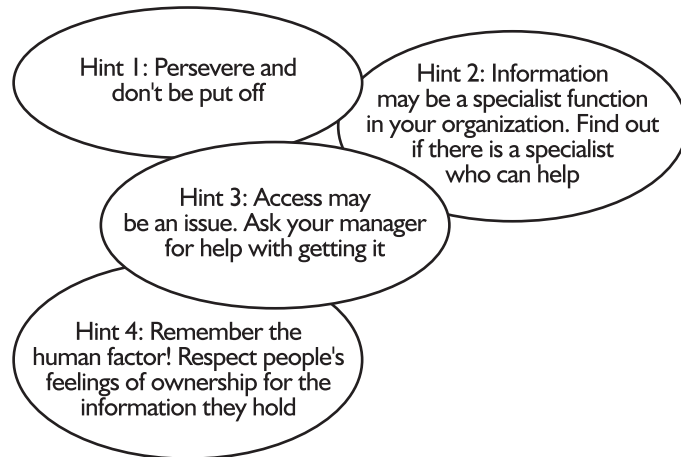 Hint 1: Persevere and
don't be put off
Hint 2: Information
may be a specialist function
in your organization. Find out
if there is a specialist
who can help
Hint 3: Access may
be an issue. Ask your manager
for help with getting it
Hint 4: Remember the
human factor! Respect people's
feelings of ownership for the
information they hold